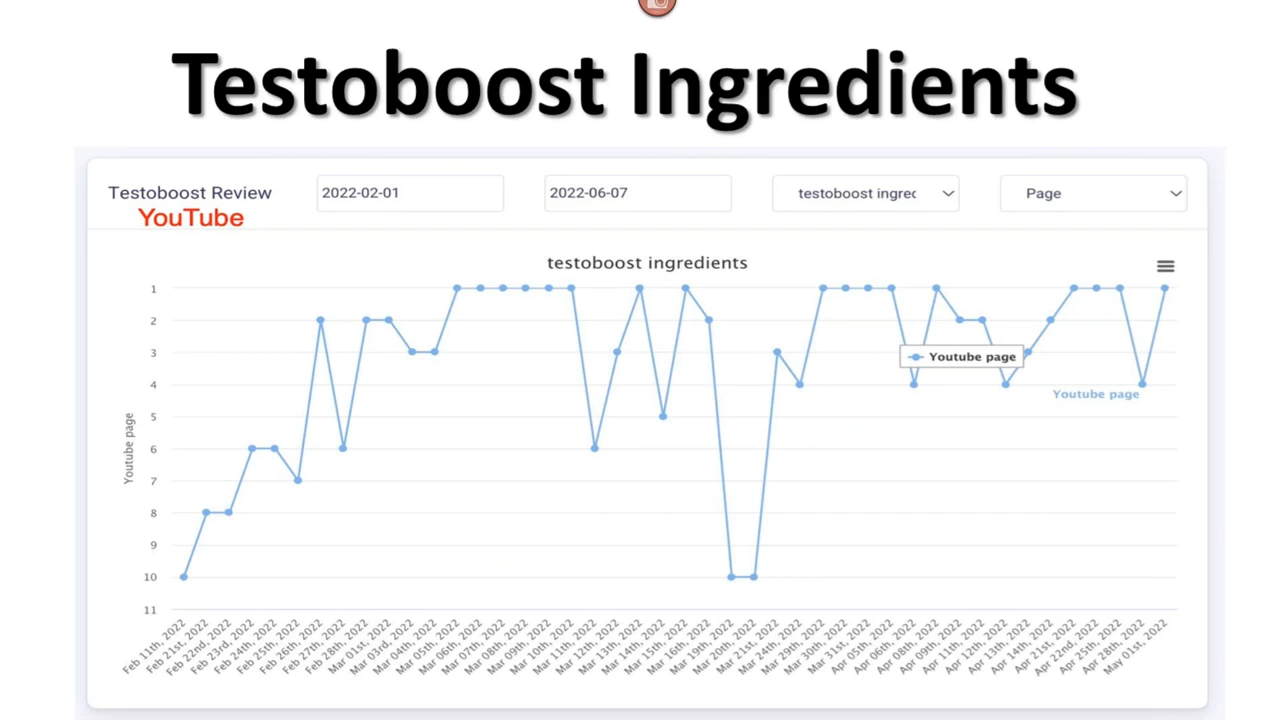 Testoboost Ingredients
Testoboost Review
2022-02-01
2022-06-07
testoboost ingrec
Page
YouTube
testoboost ingredients
1
2
3
4
5
6
7
8
9
10
11
Youtube page
Youtube page
Youtube page
Feb 11th, 2022
Feb 21st, 2022
Feb 22nd, 2022
Feb 23rd, 2022
Feb 24th, 2022
Feb 25th, 2022
Feb 26th, 2022
Feb 27th, 2022
Feb 28th, 2022
Mar 01st, 2022
Mar 03rd, 2022
Mar 04th, 2022
Mar 05th, 2022
Mar 06th, 2022
Mar 07th, 2022
Mar 08th, 2022
Mar 09th, 2022
Mar 10th, 2022
Mar 11th, 2022
Mar 12th, 2022
Mar 13th, 2022
Mar 14th, 2022
Mar 15th, 2022
Mar 16th, 2022
Mar 19th, 2022
Mar 20th, 2022
Mar 21st, 2022
Mar 24th, 2022
Mar 29th, 2022
Mar 30th, 2022
Mar 31st, 2022
Apr 05th, 2022
Apr 06th, 2022
Apr 08th, 2022
Apr 09th, 2022
Apr 11th, 2022
Apr 12th, 2022
Apr 13th, 2022
Apr 14th, 2022
Apr 21st, 2022
Apr 22nd, 2022
Apr 25th, 2022
Apr 28th, 2022
May 01st, 2022